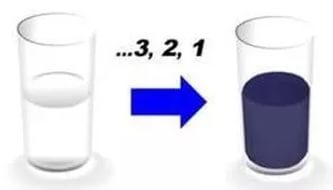 ...3, 2, 1